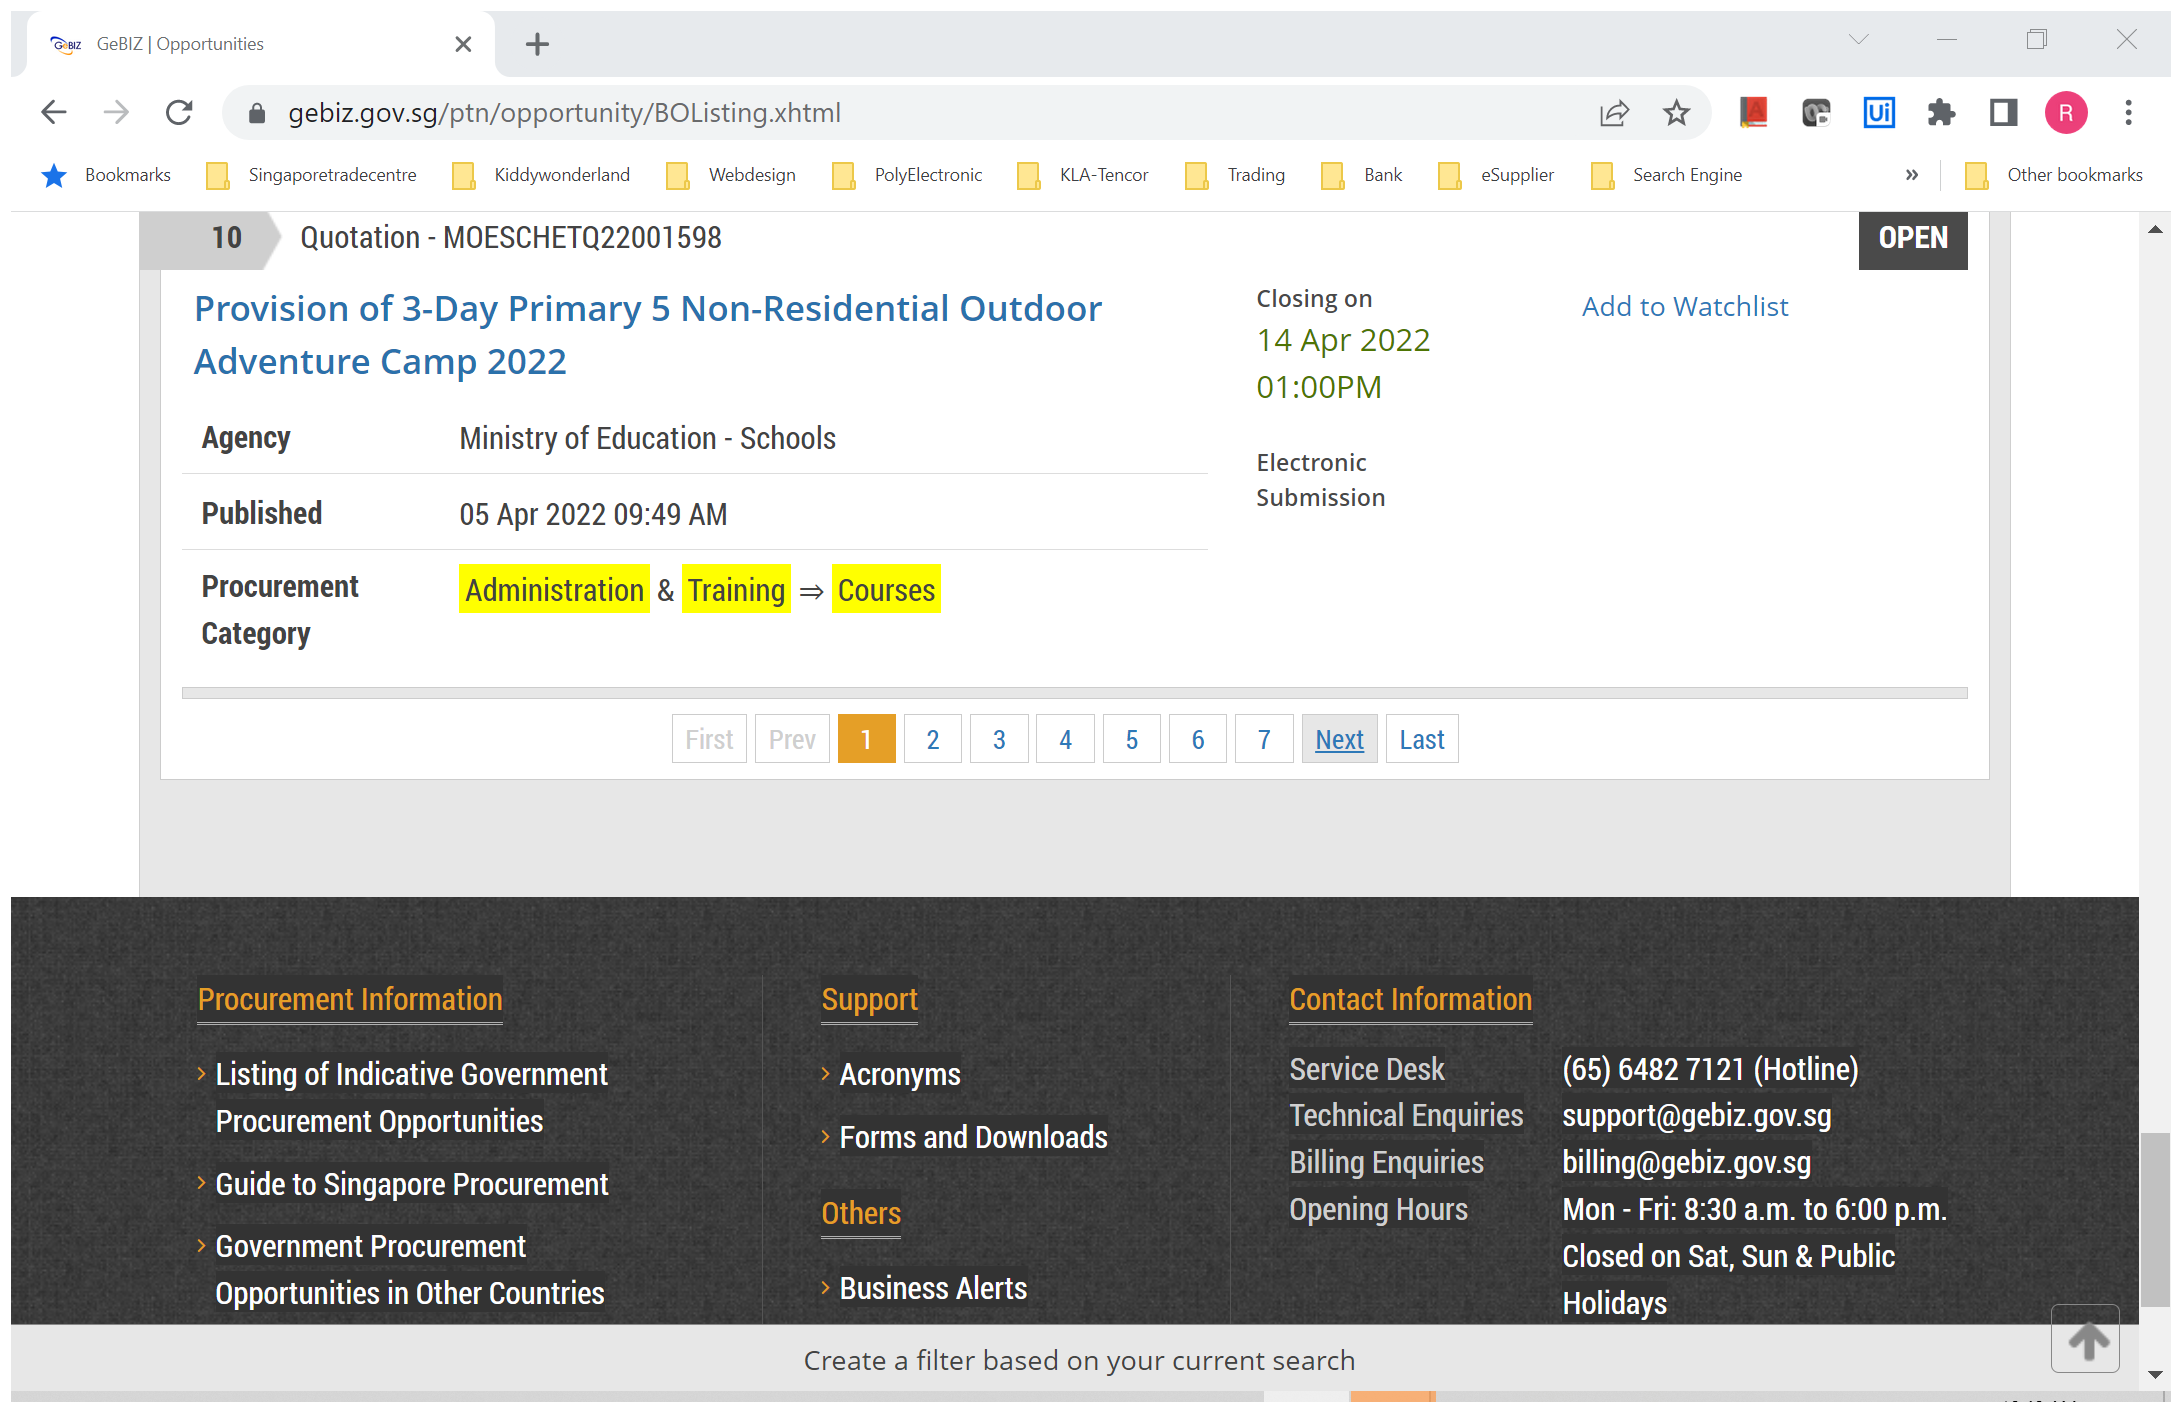 GeBIZ GeBIZ | Opportunities
gebiz.gov.sg/ptn/opportunity/BOListing.xhtml
Ui
R
Bookmarks Singaporetradecentre Kiddywonderland Webdesign PolyElectronic KLA-Tencor Trading Bank eSupplier Search Engine » Other bookmarks
10 Quotation - MOESCHETQ22001598 OPEN
Provision of 3-Day Primary 5 Non-Residential Outdoor
Adventure Camp 2022
Closing on
14 Apr 2022
01:00PM
Add to Watchlist
Electronic
Submission
Agency Ministry of Education - Schools
Published 05 Apr 2022 09:49 AM
Procurement
Category
Administration & Training ⇒ Courses
First Prev 1 2 3 4 5 6 7 Next Last
Procurement Information
› Listing of Indicative Government
Procurement Opportunities
› Guide to Singapore Procurement
› Government Procurement
Opportunities in Other Countries
Support
› Acronyms
› Forms and Downloads
Others
› Business Alerts
Contact Information
Service Desk (65) 6482 7121 (Hotline)
Technical Enquiries support@gebiz.gov.sg
Billing Enquiries billing@gebiz.gov.sg
Opening Hours Mon - Fri: 8:30 a.m. to 6:00 p.m.
Closed on Sat, Sun & Public
Holidays
Create a filter based on your current search